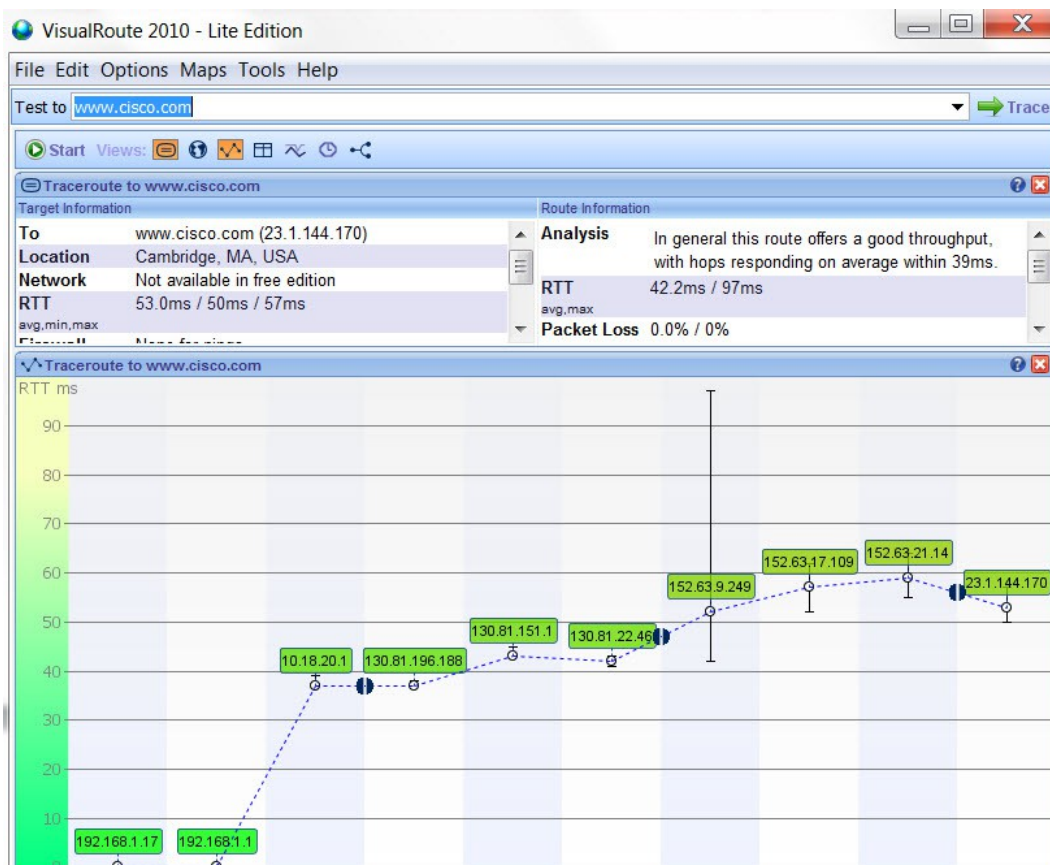 VisualRoute 2010 - Lite Edition
File Edit Options Maps Tools Help
Test to www.cisco.com Trace
Start Views:
Traceroute to www.cisco.com
Target Information
To www.cisco.com (23.1.144.170)
Location Cambridge, MA, USA
Network Not available in free edition
RTT 53.0ms / 50ms / 57ms
avg,min,max
Route Information
Analysis In general this route offers a good throughput,
with hops responding on average within 39ms.
RTT 42.2ms / 97ms
avg,max
Packet Loss 0.0% / 0%
Traceroute to www.cisco.com
RTT ms
90
80
70
60
50
40
30
20
10
192.168.1.17
192.168.1.1
10.18.20.1
130.81.196.188
130.81.151.1
130.81.22.46
152.63.9.249
152.63.17.109
152.63.21.14
23.1.144.170